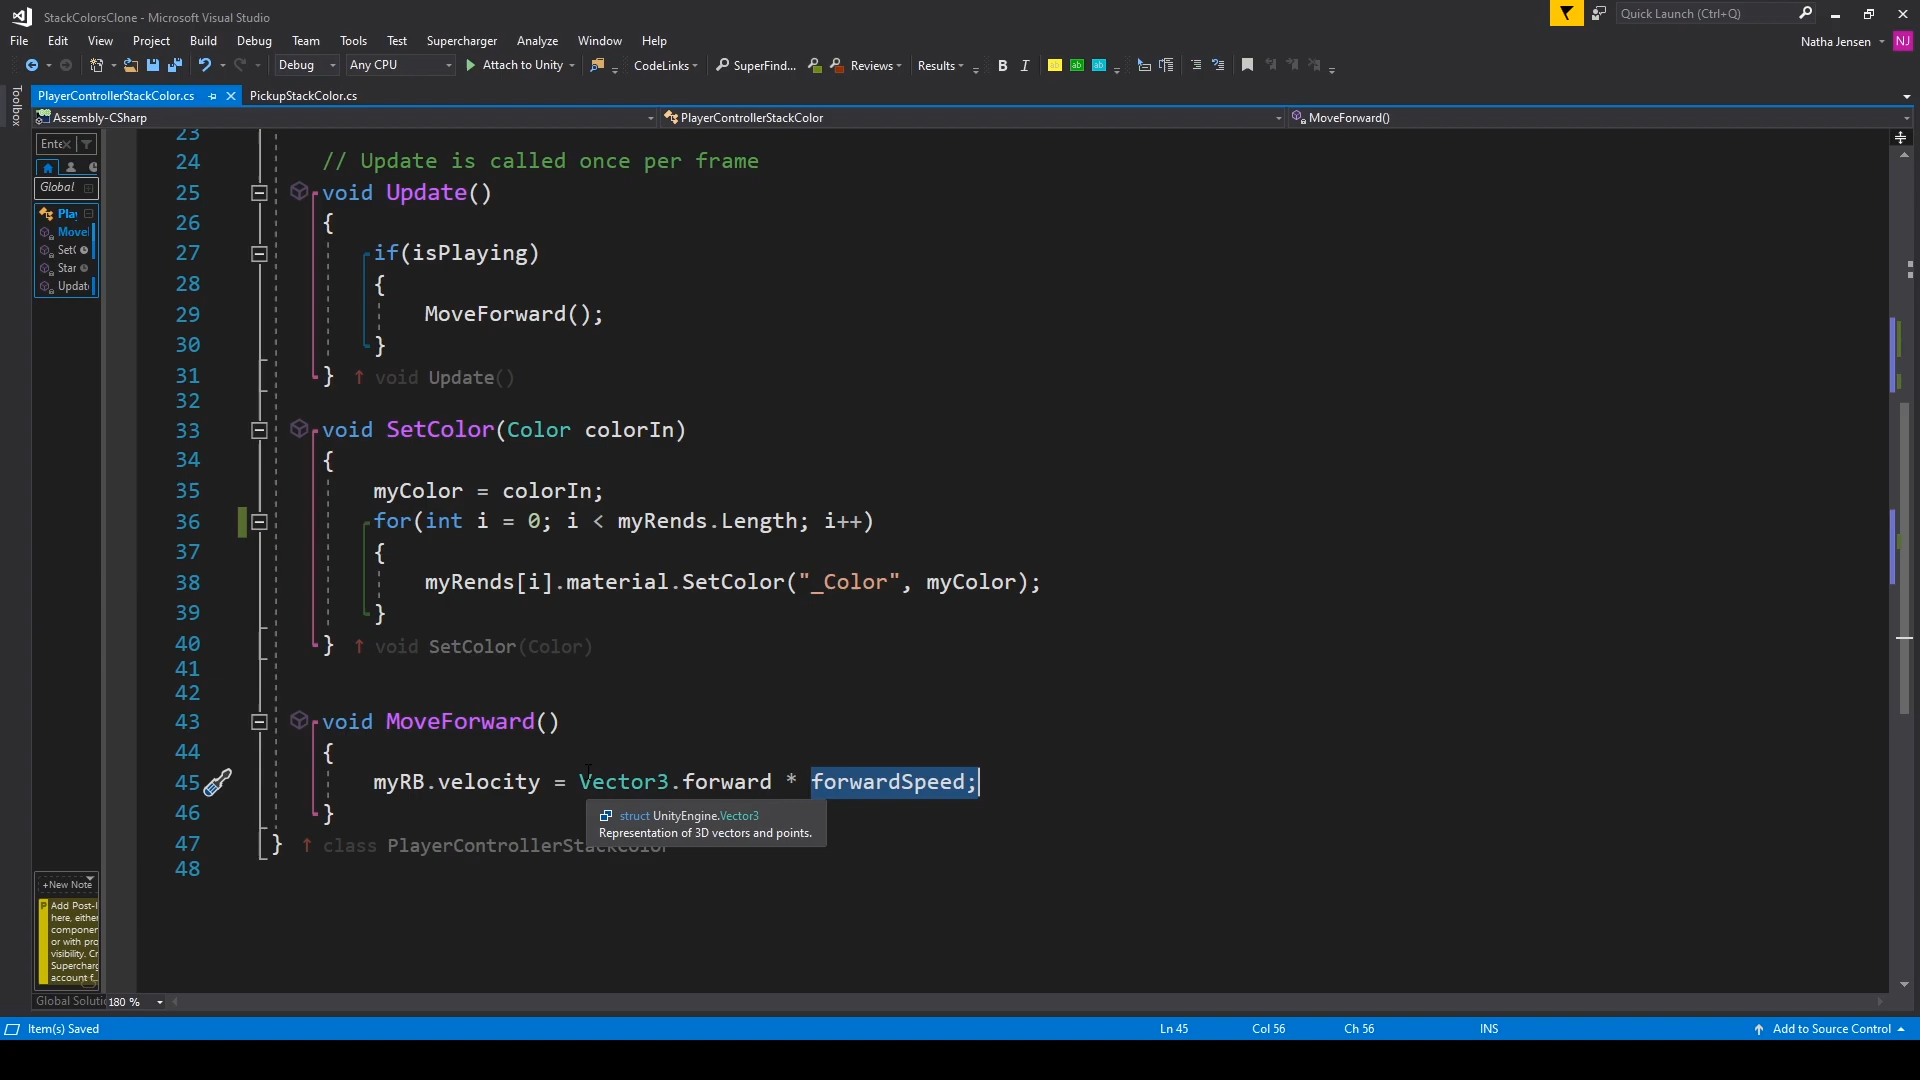 StackColorsClone - Microsoft Visual Studio
Quick Launch (Ctrl+Q)
File Edit View Project Build Debug Team Tools Test Supercharger Analyze Window Help
Natha Jensen NJ
Debug Any CPU Attach to Unity CodeLinks SuperFind... Reviews Results B I ab ab ab
Toolbox
PlayerControllerStackColor.cs PickupStackColor.cs
Assembly-CSharp PlayerControllerStackColor MoveForward()
Ente
Global
Play
Move
Set(
Star
Updat
23
24 // Update is called once per frame
25 void Update()
26 {
27 if(isPlaying)
28 {
29 MoveForward();
30 }
31 } ↑ void Update()
32
33 void SetColor(Color colorIn)
34 {
35 myColor = colorIn;
36 for(int i = 0; i < myRends.Length; i++)
37 {
38 myRends[i].material.SetColor("_Color", myColor);
39 }
40 } ↑ void SetColor(Color)
41
42
43 void MoveForward()
44 {
45 myRB.velocity = Vector3.forward * forwardSpeed;
46 }
struct UnityEngine.Vector3
Representation of 3D vectors and points.
47 } ↑ class PlayerControllerStackColor
48
+New Note
P Add Post-I
here, either
componen
or with pro
visibility. Cr
Supercharg
account f...
Global Soluti 180 %
Item(s) Saved Ln 45 Col 56 Ch 56 INS Add to Source Control